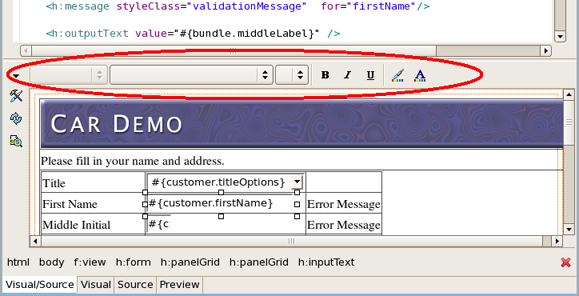 <h:message styleClass="validationMessage" for="firstName"/>
<h:outputText value="#{bundle.middleLabel}" />
B I U A
CAR DEMO
Please fill in your name and address.
Title #{customer.titleOptions}
First Name #{customer.firstName} Error Message
Middle Initial #{c Error Message
html body f:view h:form h:panelGrid h:panelGrid h:inputText
Visual/Source Visual Source Preview